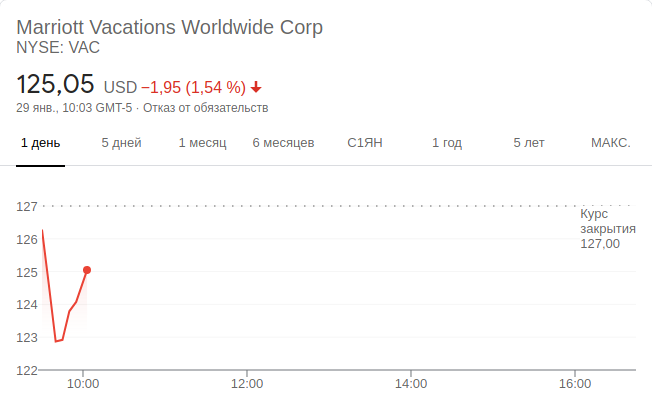 Marriott Vacations Worldwide Corp
NYSE: VAC
125,05 USD −1,95 (1,54 %)
29 янв., 10:03 GMT-5 · Отказ от обязательств
1 день 5 дней 1 месяц 6 месяцев С1ЯН 1 год 5 лет МАКС.
127
Курс
закрытия
127,00
126
125
124
123
122
10:00 12:00 14:00 16:00